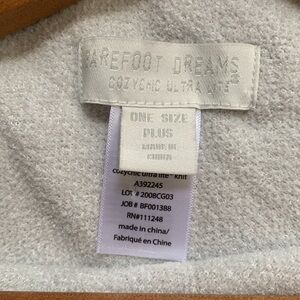 BAREFOOT DREAMS
COZYCHIC ULTRA LITE
ONE SIZE
PLUS
MADE IN
CHINA
cozychic ultra lite™ knit
A392245
LOT # 2008CG03
JOB # BF001388
RN#111248
made in china/
Fabriqué en Chine